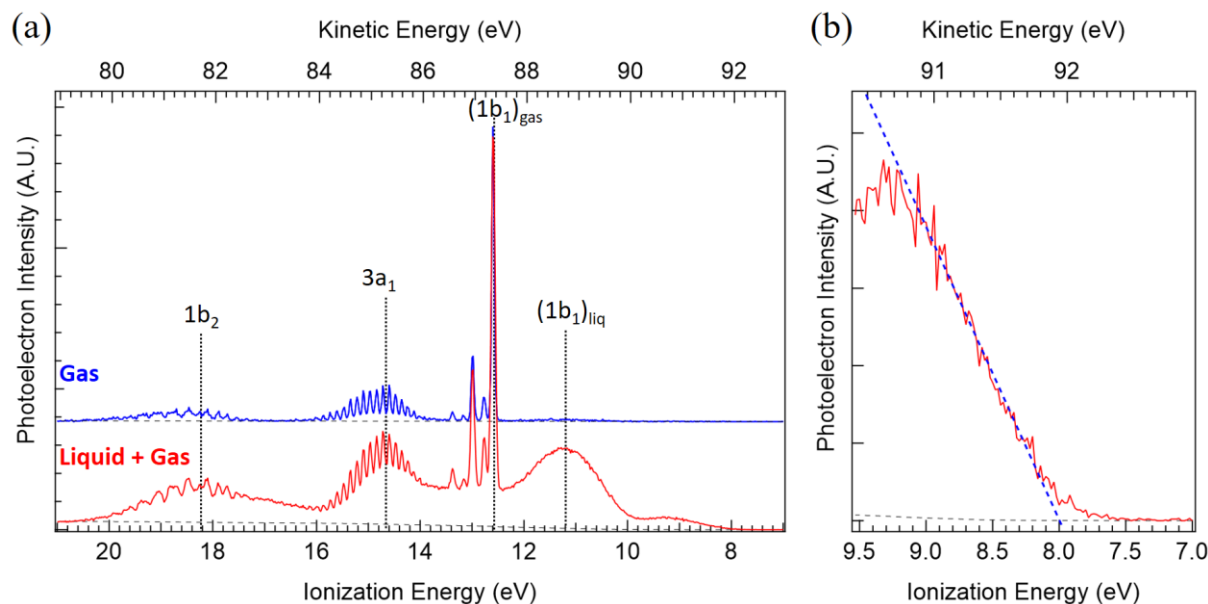 (a)
Kinetic Energy (eV)
80 82 84 86 88 90 92
Photoelectron Intensity (A.U.)
(1b₁)gas
3a₁
1b₂
(1b₁)liq
Gas
Liquid + Gas
20 18 16 14 12 10 8
Ionization Energy (eV)
(b)
Kinetic Energy (eV)
91 92
Photoelectron Intensity (A.U.)
9.5 9.0 8.5 8.0 7.5 7.0
Ionization Energy (eV)